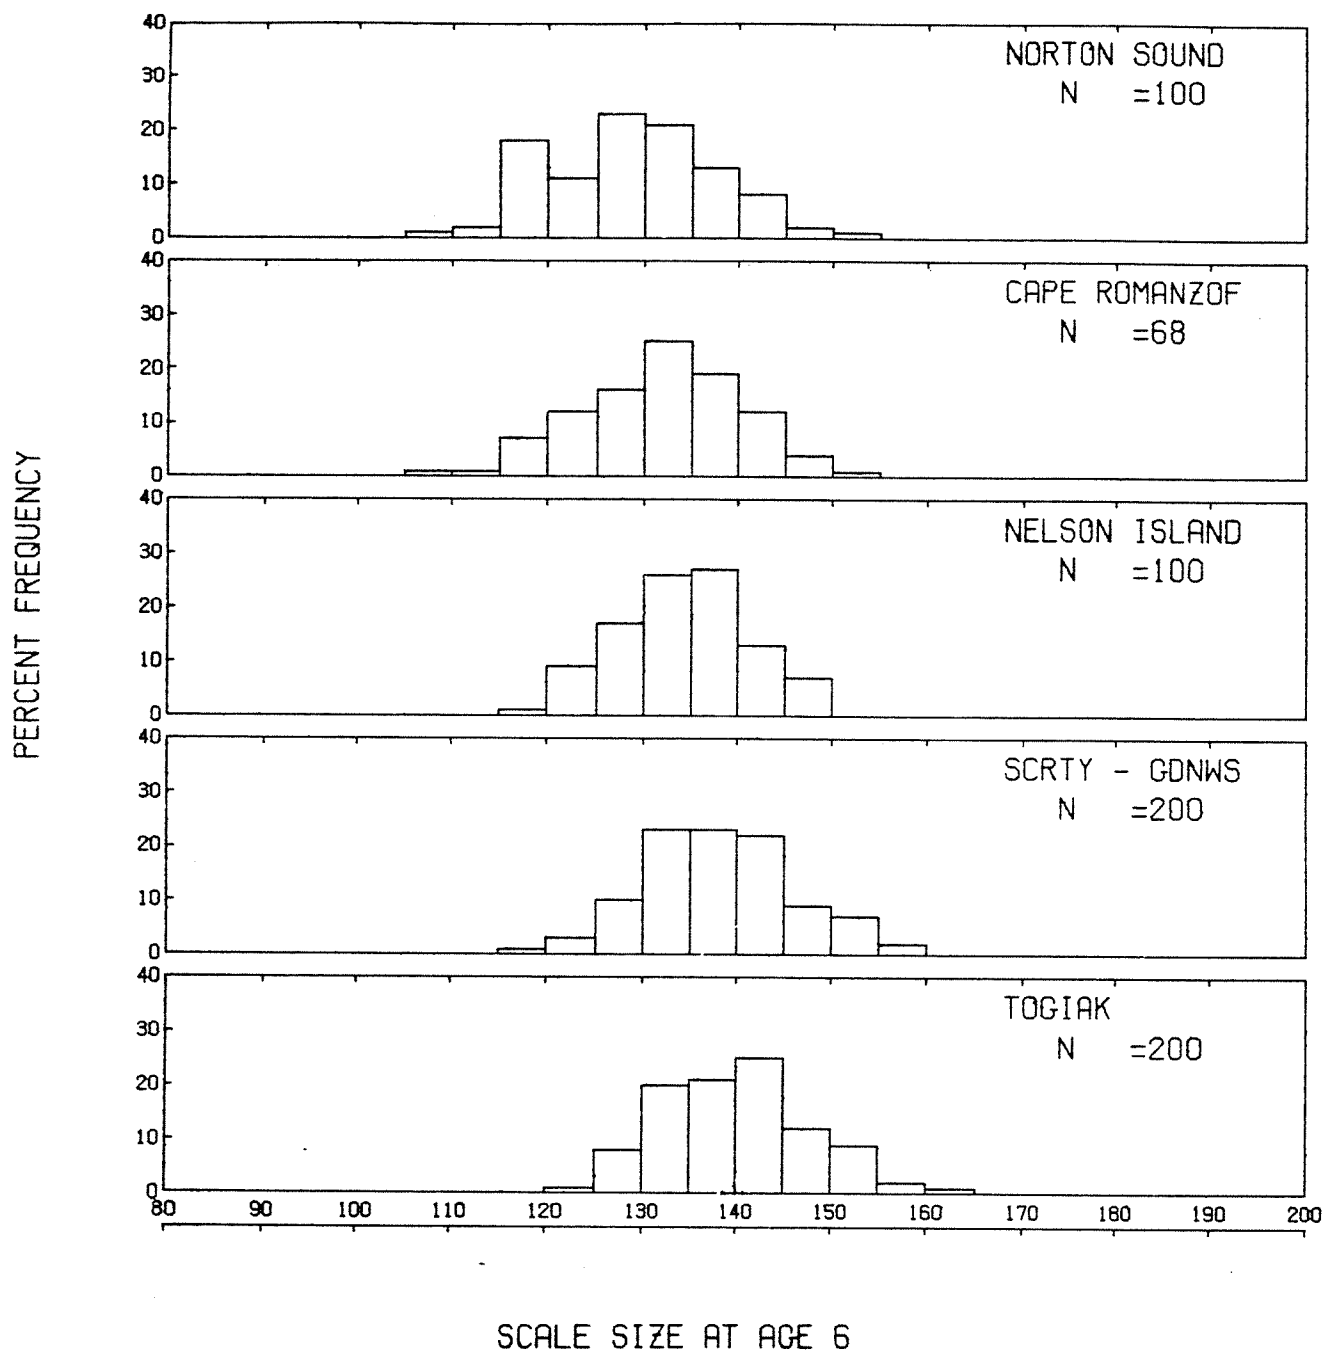 PERCENT FREQUENCY
40
30
20
10
0
NORTON SOUND
N =100
40
30
20
10
0
CAPE ROMANZOF
N =68
40
30
20
10
0
NELSON ISLAND
N =100
40
30
20
10
0
SCRTY - GDNWS
N =200
40
30
20
10
0
TOGIAK
N =200
80 90 100 110 120 130 140 150 160 170 180 190 200
SCALE SIZE AT AGE 6